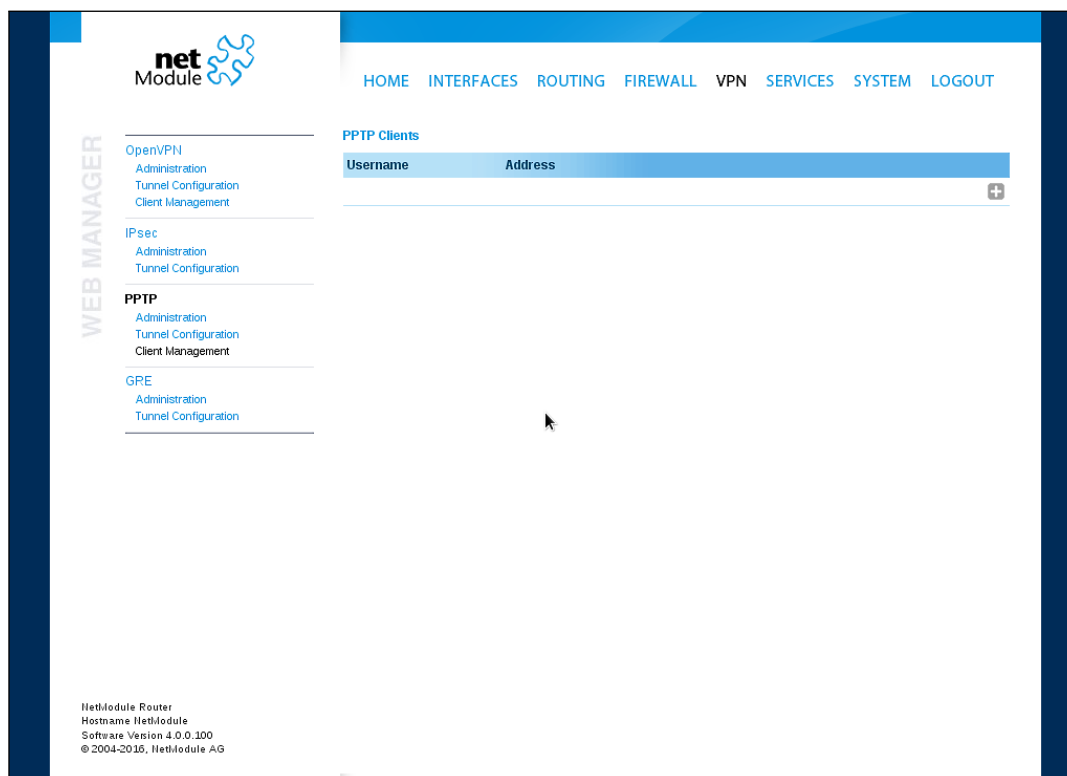 net
Module
HOME INTERFACES ROUTING FIREWALL VPN SERVICES SYSTEM LOGOUT
WEB MANAGER
OpenVPN
Administration
Tunnel Configuration
Client Management
IPsec
Administration
Tunnel Configuration
PPTP
Administration
Tunnel Configuration
Client Management
GRE
Administration
Tunnel Configuration
PPTP Clients
Username Address
NetModule Router
Hostname NetModule
Software Version 4.0.0.100
© 2004-2016, NetModule AG